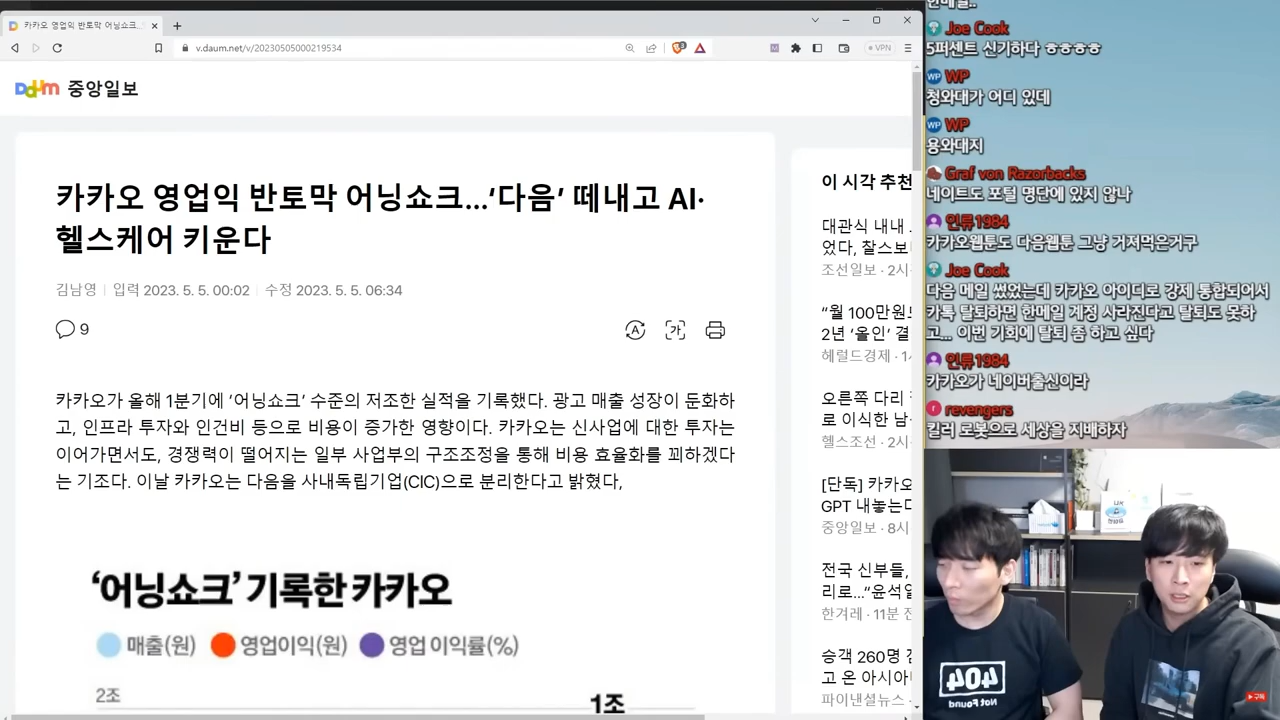 카카오 영업익 반토막 어닝쇼크...
v.daum.net/v/20230505000219534
VPN
Daum 중앙일보
카카오 영업익 반토막 어닝쇼크…‘다음’ 떼내고 AI·
헬스케어 키운다
김남영 입력 2023. 5. 5. 00:02 수정 2023. 5. 5. 06:34
9
가
카카오가 올해 1분기에 ‘어닝쇼크’ 수준의 저조한 실적을 기록했다. 광고 매출 성장이 둔화하
고, 인프라 투자와 인건비 등으로 비용이 증가한 영향이다. 카카오는 신사업에 대한 투자는
이어가면서도, 경쟁력이 떨어지는 일부 사업부의 구조조정을 통해 비용 효율화를 꾀하겠다
는 기조다. 이날 카카오는 다음을 사내독립기업(CIC)으로 분리한다고 밝혔다,
‘어닝쇼크’ 기록한 카카오
매출(원) 영업이익(원) 영업 이익률(%)
2조
1조
이 시각 추천
대관식 내내
었다, 찰스보
조선일보 · 2시
“월 100만원
2년 ‘올인’ 결
헤럴드경제 · 1
오른쪽 다리
로 이식한 남
헬스조선 · 2시
[단독] 카카오
GPT 내놓는다
중앙일보 · 8시
전국 신부들,
리로…”윤석열
한겨레 · 11분 전
승객 260명
고 온 아시아
파이낸셜뉴스 ·
한메일..
Joe Cook
5퍼센트 신기하다 ㅎㅎㅎㅎ
WP WP
청와대가 어디 있데
WP WP
용와대지
Graf von Razorbacks
네이트도 포털 명단에 있지 않나
인류1984
카카오웹툰도 다음웹툰 그냥 거져먹은거구
Joe Cook
다음 메일 썼었는데 카카오 아이디로 강제 통합되어서
카톡 탈퇴하면 한메일 계정 사라진다고 탈퇴도 못하
고... 이번 기회에 탈퇴 좀 하고 싶다
인류1984
카카오가 네이버출신이라
r revengers
킬러 로봇으로 세상을 지배하자
404
Not Found
구독